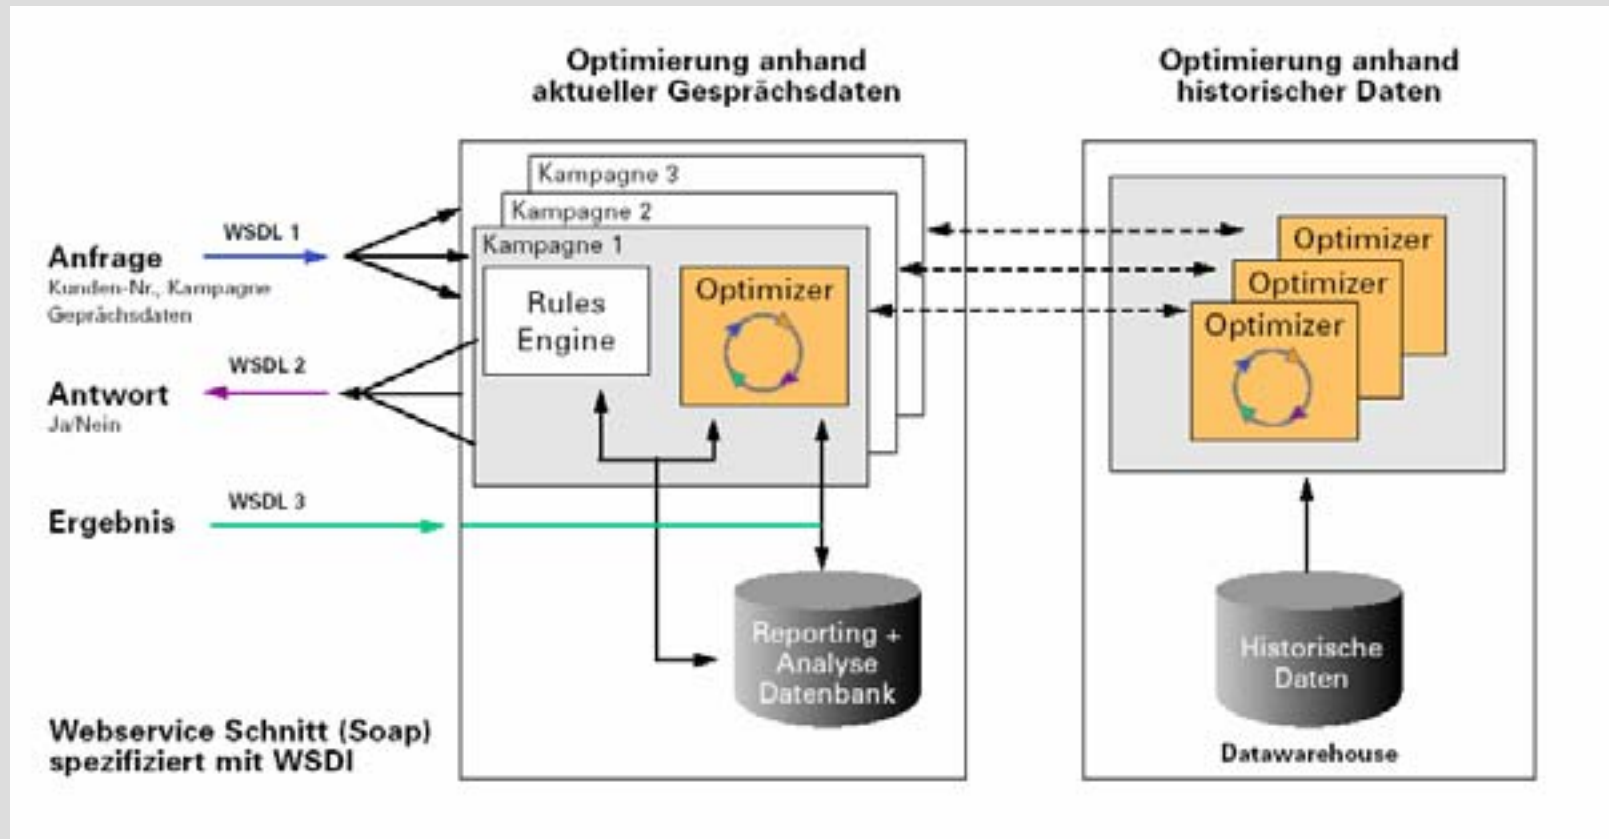 Optimierung anhand
aktueller Gesprächsdaten
Optimierung anhand
historischer Daten
Kampagne 3
Kampagne 2
Kampagne 1
Rules
Engine
Optimizer
Optimizer
Optimizer
Optimizer
WSDL 1
Anfrage
Kunden-Nr., Kampagne
Geprächsdaten
WSDL 2
Antwort
Ja/Nein
WSDL 3
Ergebnis
Reporting +
Analyse
Datenbank
Historische
Daten
Datawarehouse
Webservice Schnitt (Soap)
spezifiziert mit WSDI